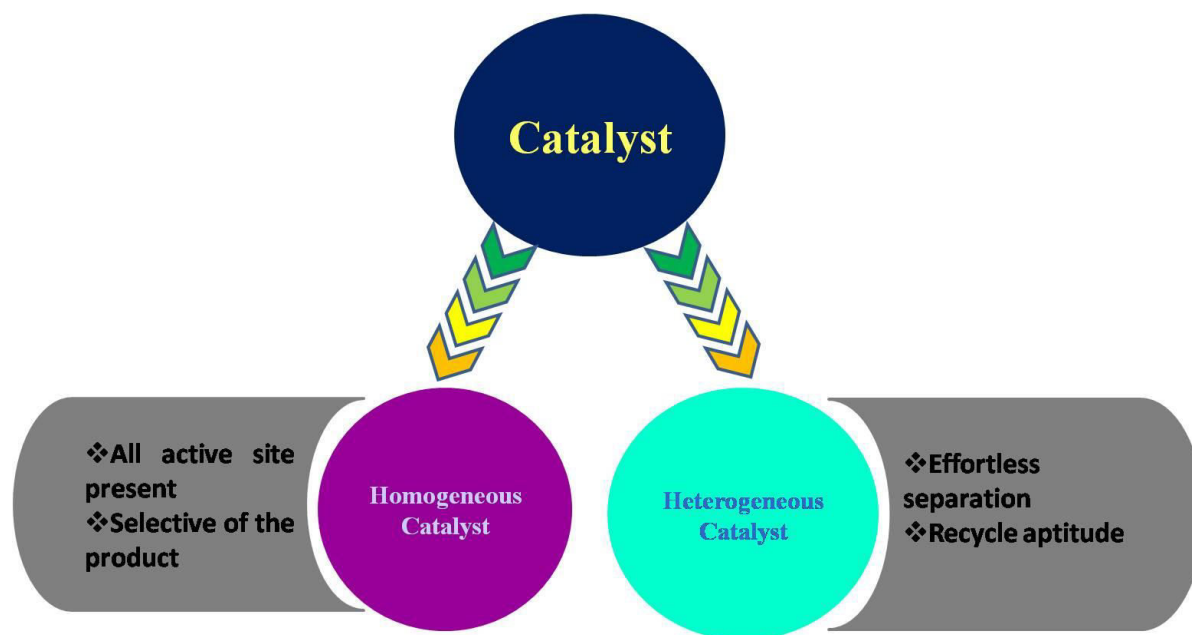 Catalyst
❖All active site
present
❖Selective of the
product
Homogeneous
Catalyst
Heterogeneous
Catalyst
❖Effortless
separation
❖Recycle aptitude